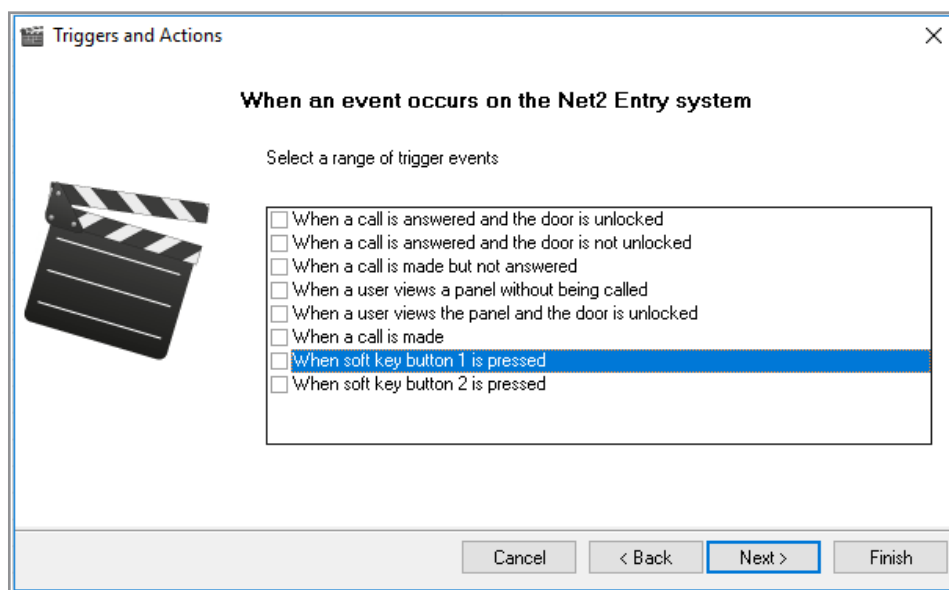 Triggers and Actions
When an event occurs on the Net2 Entry system
Select a range of trigger events
When a call is answered and the door is unlocked
When a call is answered and the door is not unlocked
When a call is made but not answered
When a user views a panel without being called
When a user views the panel and the door is unlocked
When a call is made
When soft key button 1 is pressed
When soft key button 2 is pressed
Cancel < Back Next > Finish